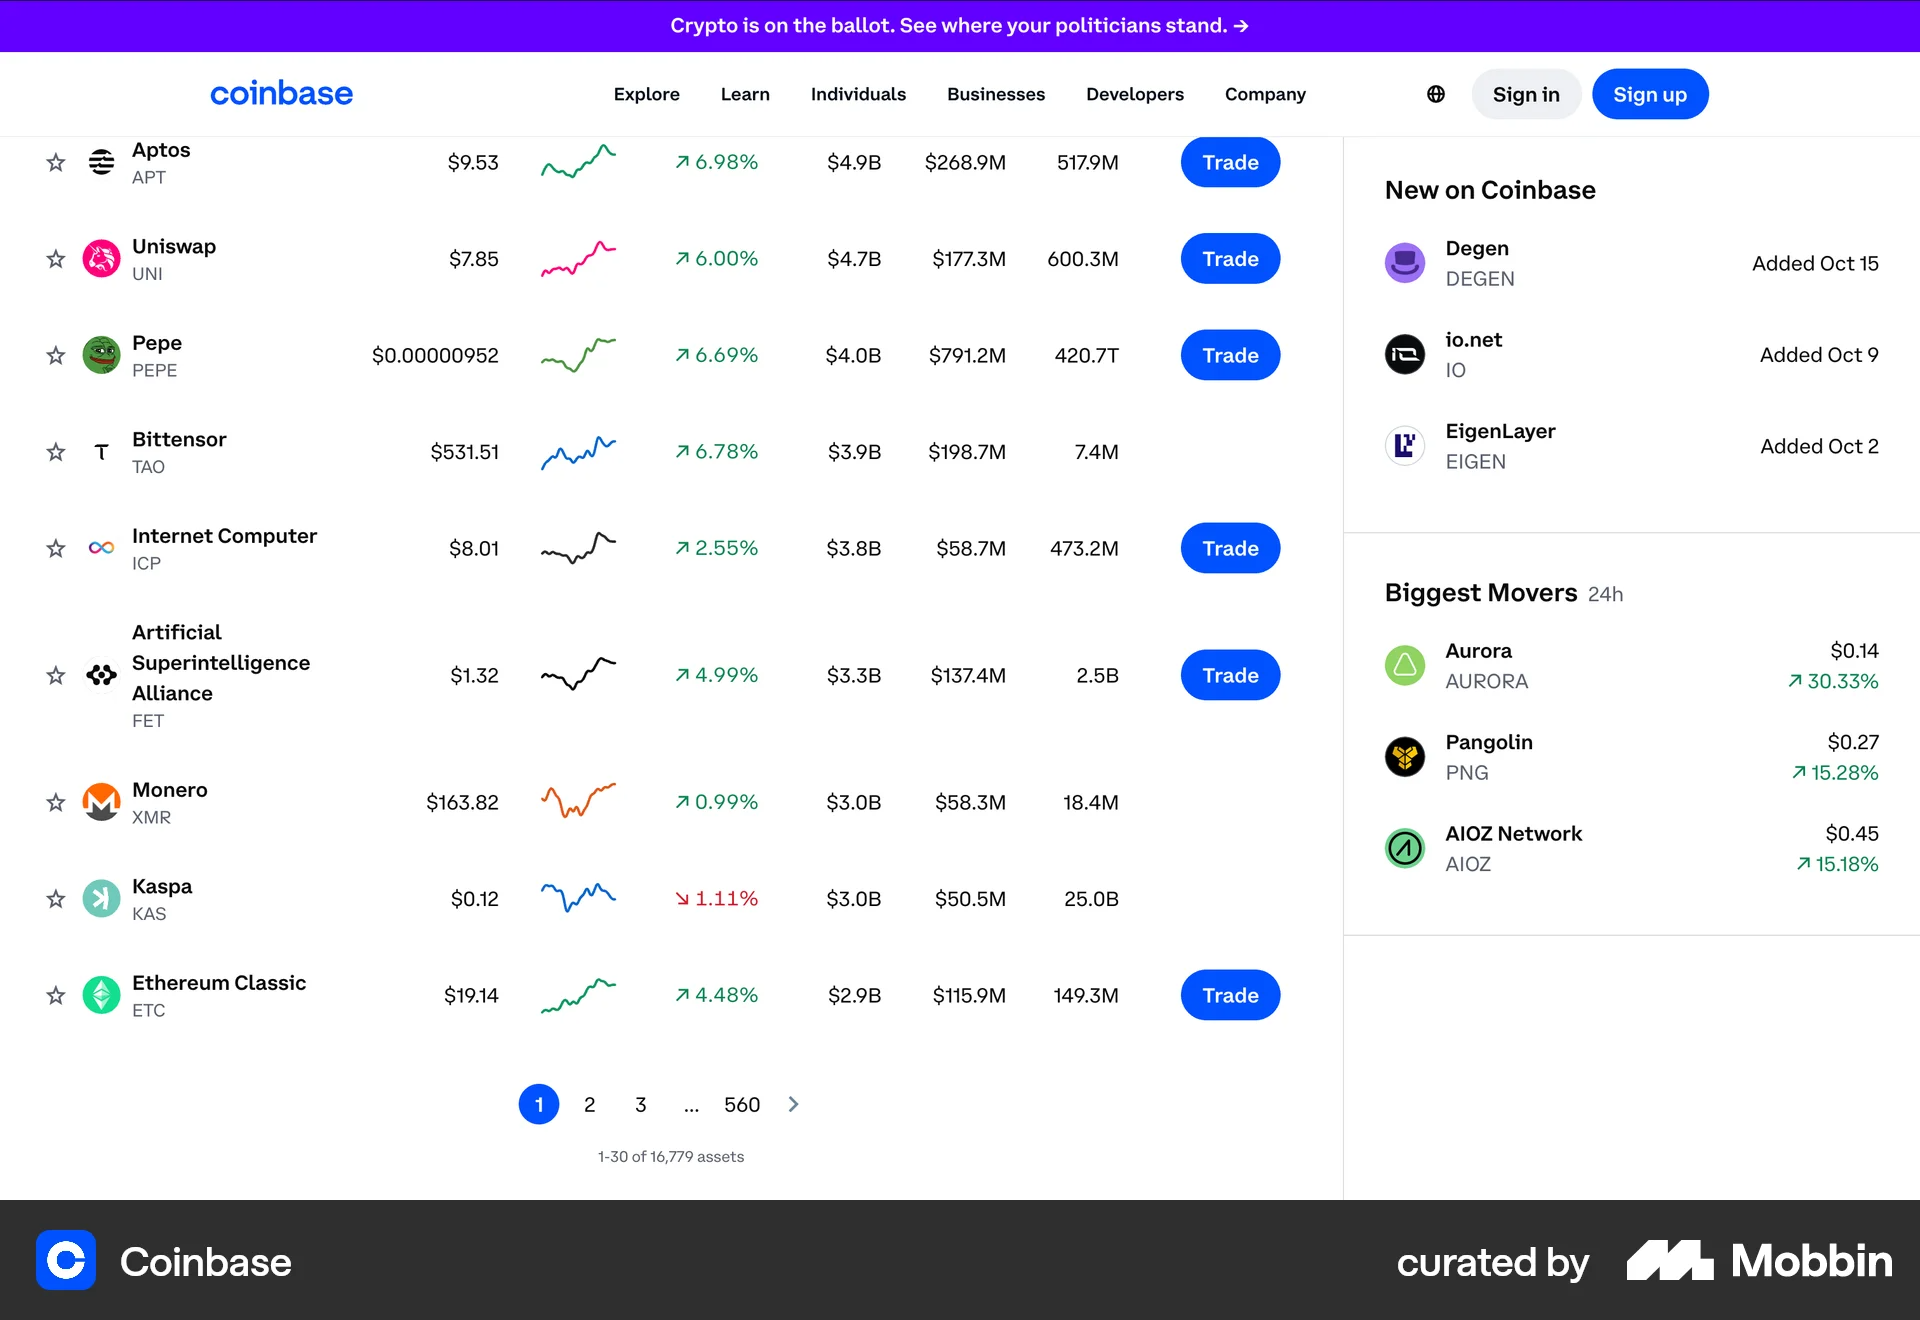 Crypto is on the ballot. See where your politicians stand. →
coinbase
Explore Learn Individuals Businesses Developers Company
Sign in Sign up
Aptos
APT
$9.53 ↗ 6.98% $4.9B $268.9M 517.9M Trade
Uniswap
UNI
$7.85 ↗ 6.00% $4.7B $177.3M 600.3M Trade
Pepe
PEPE
$0.00000952 ↗ 6.69% $4.0B $791.2M 420.7T Trade
Bittensor
TAO
$531.51 ↗ 6.78% $3.9B $198.7M 7.4M
Internet Computer
ICP
$8.01 ↗ 2.55% $3.8B $58.7M 473.2M Trade
Artificial
Superintelligence
Alliance
FET
$1.32 ↗ 4.99% $3.3B $137.4M 2.5B Trade
Monero
XMR
$163.82 ↗ 0.99% $3.0B $58.3M 18.4M
Kaspa
KAS
$0.12 ↘ 1.11% $3.0B $50.5M 25.0B
Ethereum Classic
ETC
$19.14 ↗ 4.48% $2.9B $115.9M 149.3M Trade
1 2 3 ... 560
1-30 of 16,779 assets
New on Coinbase
Degen
DEGEN
Added Oct 15
io.net
IO
Added Oct 9
EigenLayer
EIGEN
Added Oct 2
Biggest Movers 24h
Aurora
AURORA
$0.14
↗ 30.33%
Pangolin
PNG
$0.27
↗ 15.28%
AIOZ Network
AIOZ
$0.45
↗ 15.18%
Coinbase
curated by Mobbin